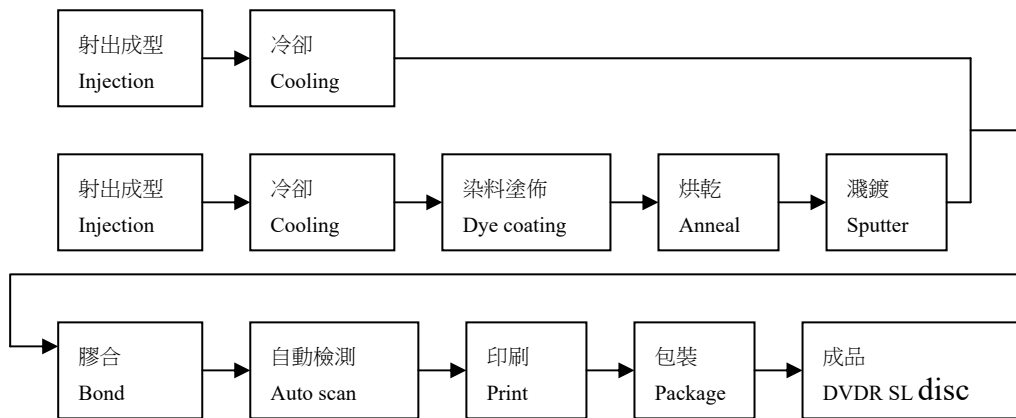 射出成型
Injection
冷卻
Cooling
射出成型
Injection
冷卻
Cooling
染料塗佈
Dye coating
烘乾
Anneal
濺鍍
Sputter
膠合
Bond
自動檢測
Auto scan
印刷
Print
包裝
Package
成品
DVDR SL disc